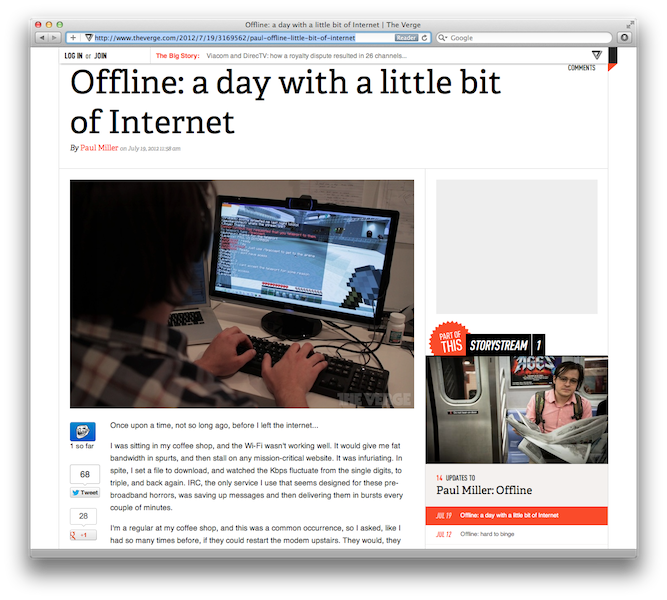 Offline: a day with a little bit of Internet | The Verge
http://www.theverge.com/2012/7/19/3169562/paul-offline-little-bit-of-internet
Reader
Google
LOG IN or JOIN
The Big Story: Viacom and DirecTV: how a royalty dispute resulted in 26 channels...
COMMENTS
Offline: a day with a little bit
of Internet
By Paul Miller on July 19, 2012 11:58 am
THE VERGE
PART OF
THIS
STORYSTREAM 1
1 so far
68
Tweet
28
+1
Once upon a time, not so long ago, before I left the internet...
I was sitting in my coffee shop, and the Wi-Fi wasn't working well. It would give me fat
bandwidth in spurts, and then stall on any mission-critical website. It was infuriating. In
spite, I set a file to download, and watched the Kbps fluctuate from the single digits, to
triple, and back again. IRC, the only service I use that seems designed for these pre-
broadband horrors, was saving up messages and then delivering them in bursts every
couple of minutes.
I'm a regular at my coffee shop, and this was a common occurrence, so I asked, like I
had so many times before, if they could restart the modem upstairs. They would, they
14 UPDATES TO
Paul Miller: Offline
JUL 19 Offline: a day with a little bit of Internet
JUL 12 Offline: hard to binge